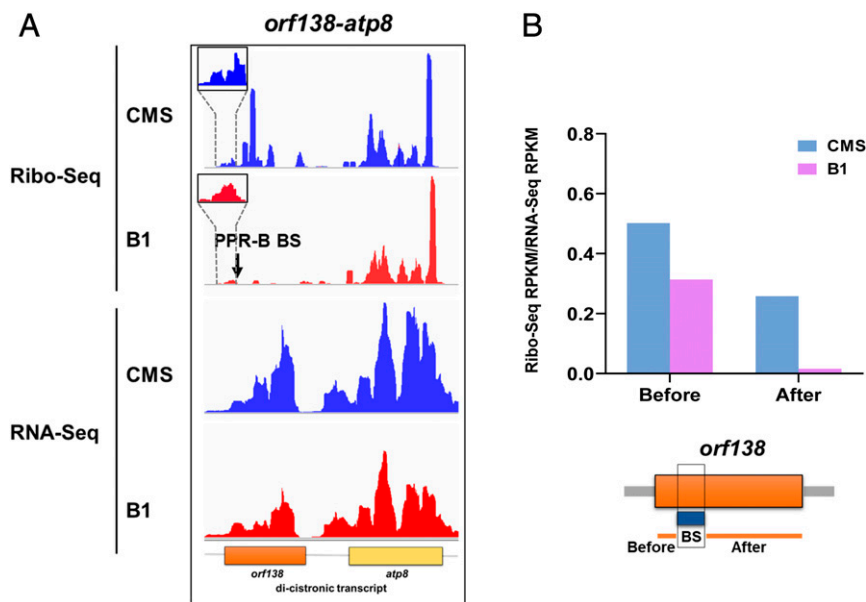 A
orf138-atp8
Ribo-Seq
CMS
B1
PPR-B BS
RNA-Seq
CMS
B1
orf138
atp8
di-cistronic transcript
B
Ribo-Seq RPKM/RNA-Seq RPKM
0.8
0.6
0.4
0.2
0.0
CMS
B1
Before
After
orf138
Before
BS
After